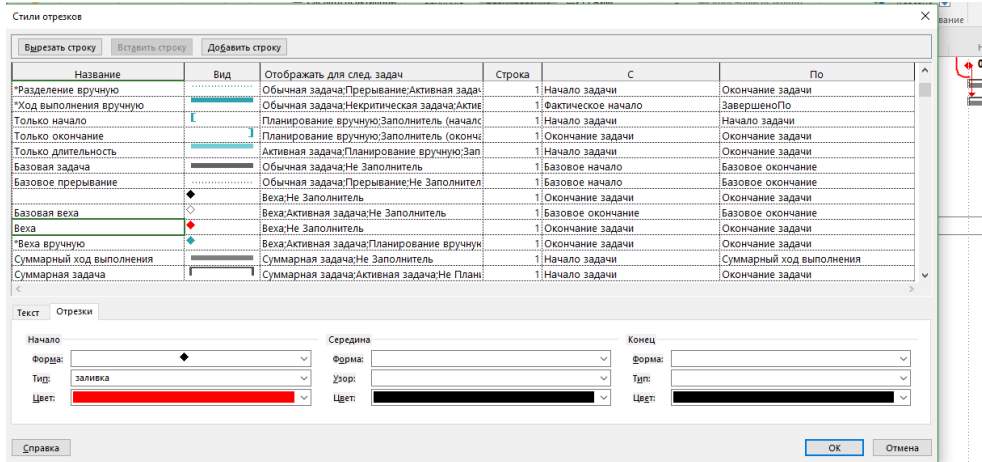 Стили отрезков
Вырезать строку Вставить строку Добавить строку
Название Вид Отображать для след. задач Строка С По
*Разделение вручную Обычная задача;Прерывание;Активная задач 1 Начало задачи Окончание задачи
*Ход выполнения вручную Обычная задача;Некритическая задача;Актив 1 Фактическое начало ЗавершеноПо
Только начало Планирование вручную;Заполнитель (начало 1 Начало задачи Начало задачи
Только окончание Планирование вручную;Заполнитель (оконча 1 Окончание задачи Окончание задачи
Только длительность Активная задача;Планирование вручную;Зап 1 Начало задачи Окончание задачи
Базовая задача Обычная задача;Не Заполнитель 1 Базовое начало Базовое окончание
Базовое прерывание Обычная задача;Прерывание;Не Заполнител 1 Базовое начало Базовое окончание
Веха;Не Заполнитель 1 Окончание задачи Окончание задачи
Базовая веха Веха;Активная задача;Не Заполнитель 1 Базовое окончание Базовое окончание
Веха Веха;Не Заполнитель 1 Окончание задачи Окончание задачи
*Веха вручную Веха;Активная задача;Планирование вручную 1 Окончание задачи Окончание задачи
Суммарный ход выполнения Суммарная задача;Не Заполнитель 1 Начало задачи Суммарный ход выполнения
Суммарная задача Суммарная задача;Активная задача;Не Плани 1 Начало задачи Окончание задачи
Текст Отрезки
Начало Середина Конец
Форма: Форма: Форма:
Тип: заливка Узор: Тип:
Цвет: Цвет: Цвет:
Справка ОК Отмена